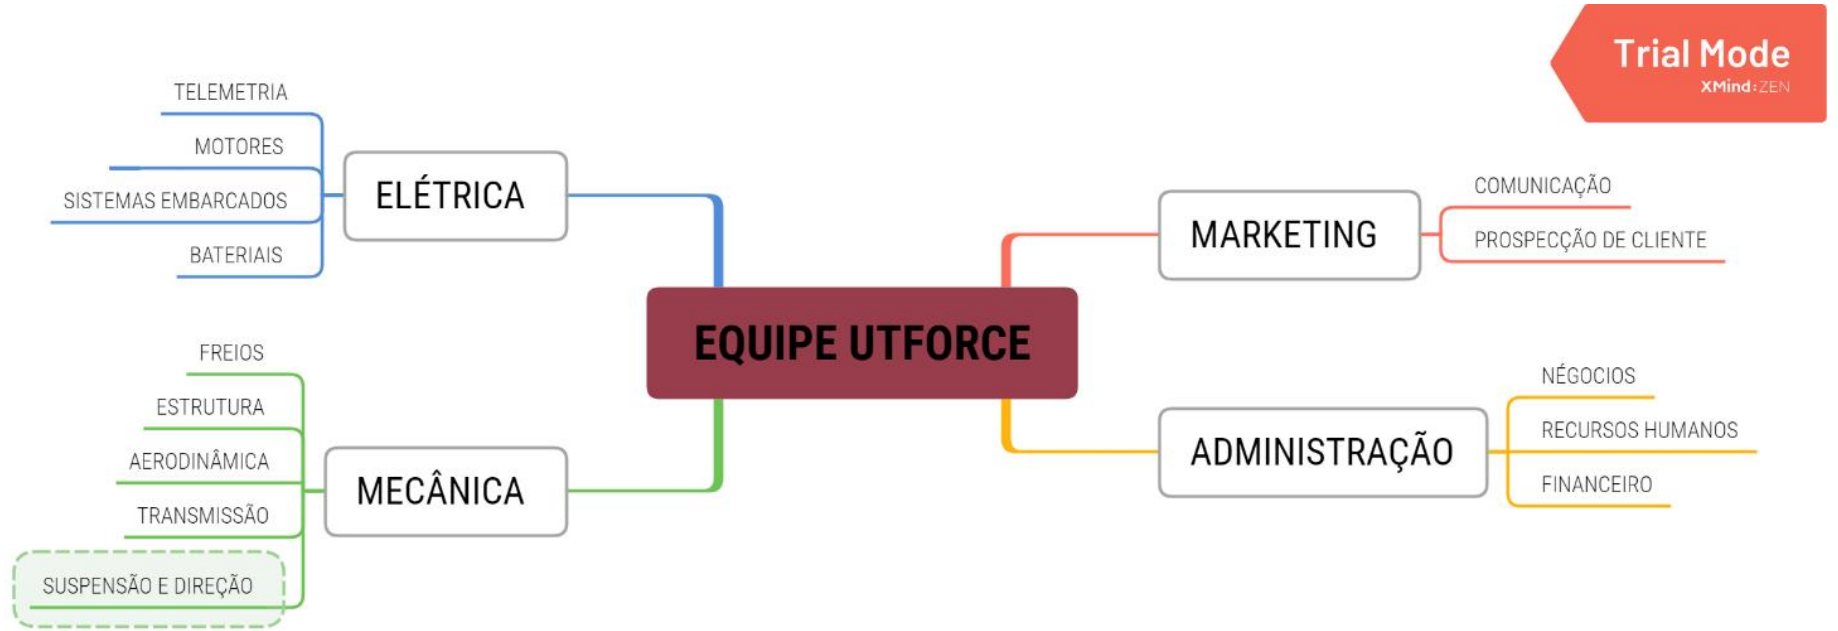 Trial Mode
XMind:ZEN
TELEMETRIA
MOTORES
SISTEMAS EMBARCADOS
BATERIAIS
ELÉTRICA
FREIOS
ESTRUTURA
AERODINÂMICA
TRANSMISSÃO
SUSPENSÃO E DIREÇÃO
MECÂNICA
EQUIPE UTFORCE
MARKETING
COMUNICAÇÃO
PROSPECÇÃO DE CLIENTE
ADMINISTRAÇÃO
NÉGOCIOS
RECURSOS HUMANOS
FINANCEIRO